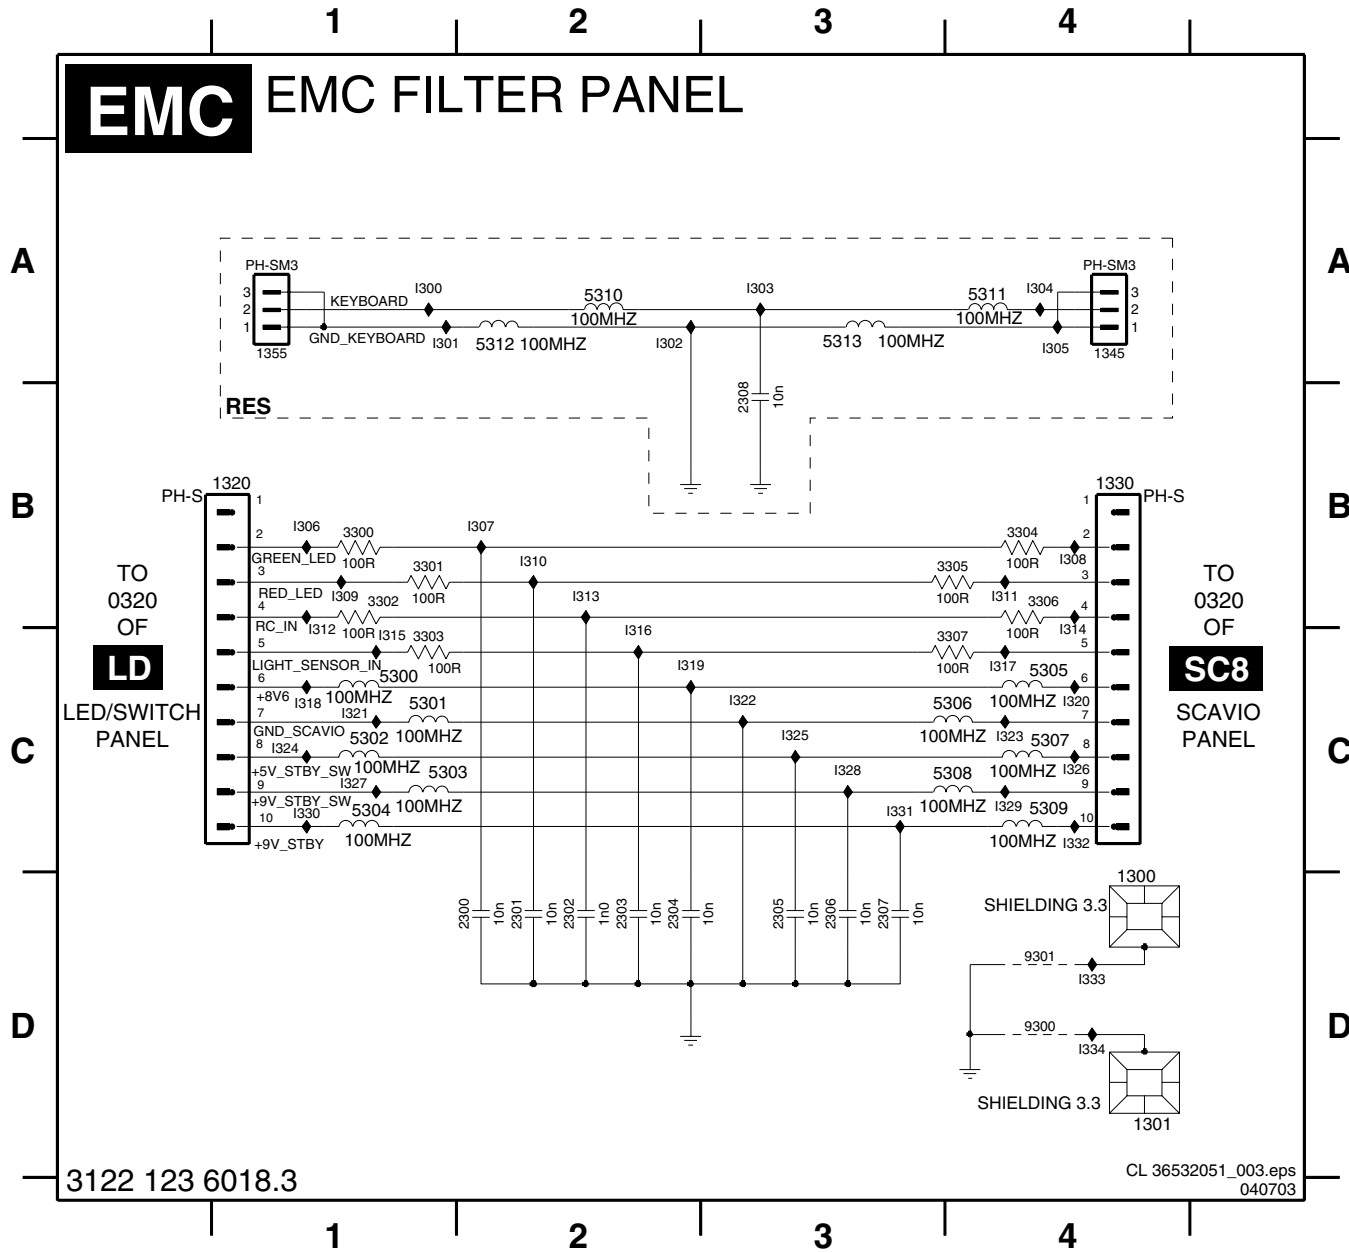 1 2 3 4
EMC EMC FILTER PANEL
A A
PH-SM3 PH-SM3
3 KEYBOARD I300 5310 I303 5311 I304 3
2 100MHZ 100MHZ 2
1 GND_KEYBOARD I301 5312 100MHZ I302 5313 100MHZ I305 1
1355 1345
RES 2308 10n
B B
1320 1330
PH-S PH-S
1 1
2 I306 3300 I307 3304 2
GREEN_LED 100R 100R I308
3 3301 I310 3305 3
RED_LED I309 100R 100R I311
4 3302 I313 3306 4
RC_IN I312 100R 100R I314
5 I315 3303 I316 3307 5
LIGHT_SENSOR_IN 100R 100R I317
6 5300 I319 5305 6
+8V6 I318 100MHZ 100MHZ I320
7 I321 5301 I322 5306 7
GND_SCAVIO 100MHZ 100MHZ I323
8 I324 5302 I325 5307 8
+5V_STBY_SW 100MHZ 100MHZ I326
9 I327 5303 I328 5308 9
+9V_STBY_SW 100MHZ 100MHZ I329
10 I330 5304 I331 5309 10
+9V_STBY 100MHZ 100MHZ I332
TO
0320
OF
LD
LED/SWITCH
PANEL
TO
0320
OF
SC8
SCAVIO
PANEL
C C
2300 10n 2301 10n 2302 1n0 2303 10n 2304 10n 2305 10n 2306 10n 2307 10n
1300
SHIELDING 3.3
9301
I333
D D
9300
I334
SHIELDING 3.3
1301
3122 123 6018.3
CL 36532051_003.eps
040703
1 2 3 4